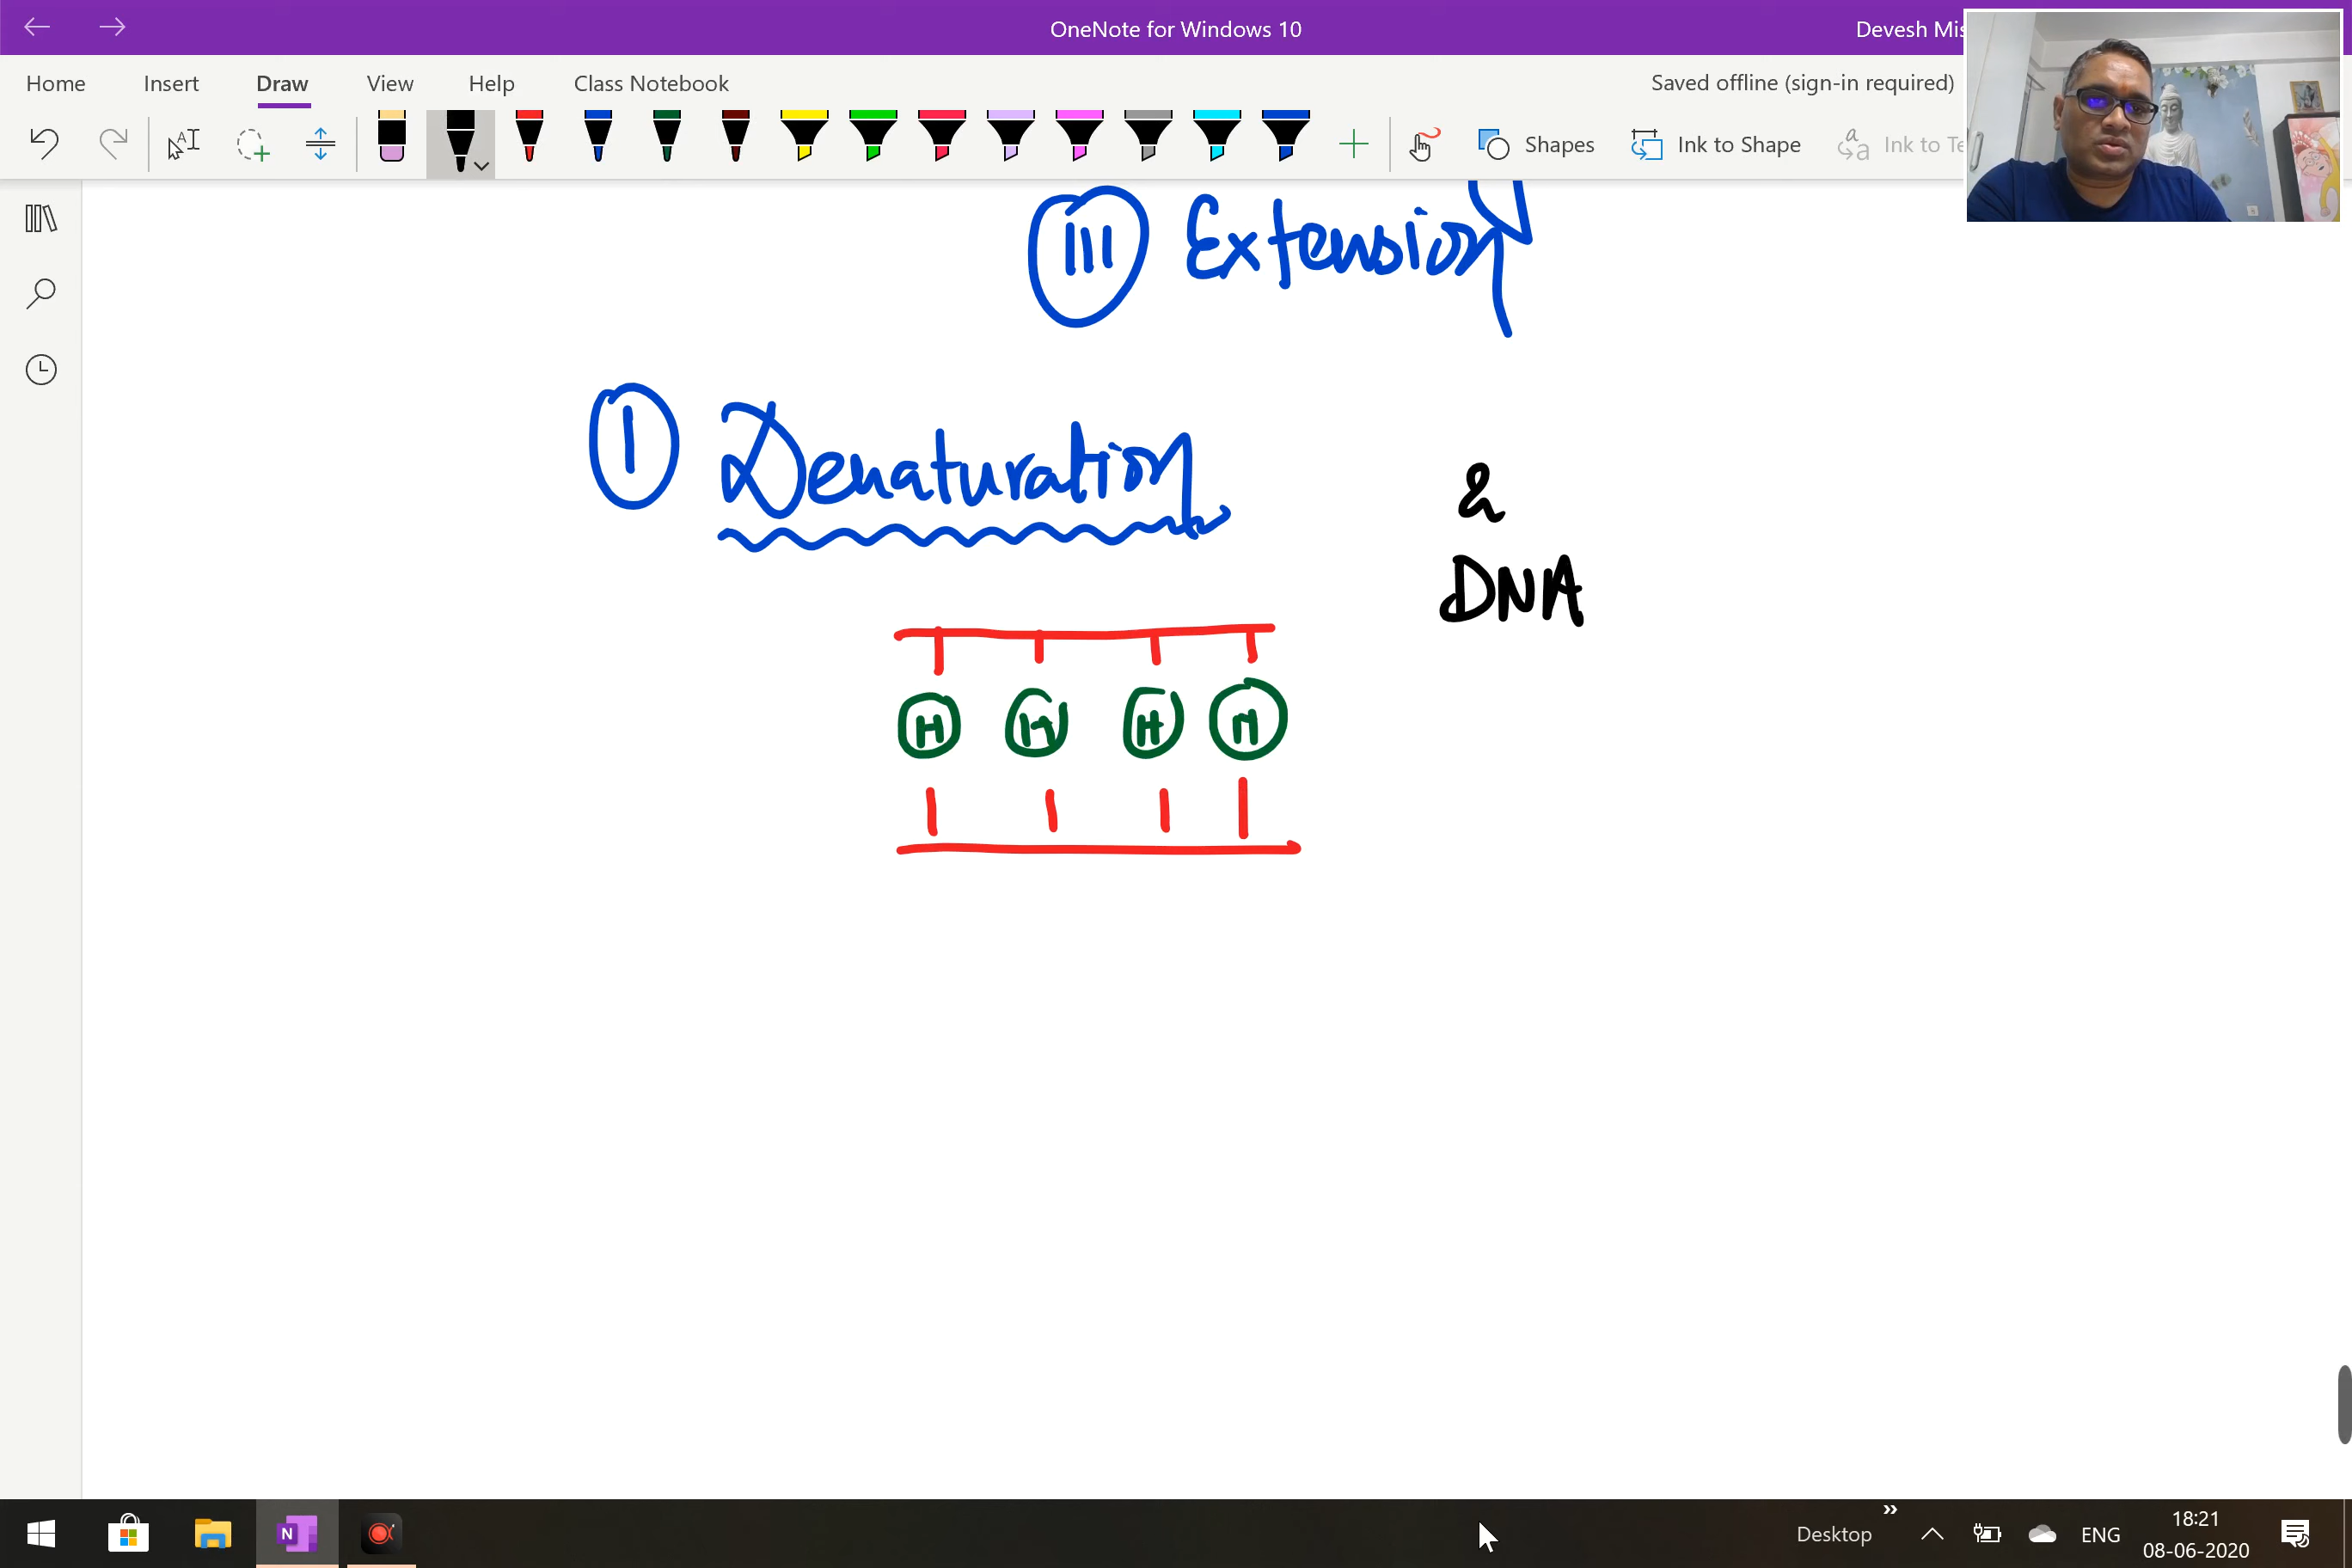 OneNote for Windows 10
Devesh Mis
Home Insert Draw View Help Class Notebook
Saved offline (sign-in required)
Shapes Ink to Shape Ink to Te
III Extension
I Denaturation
&
DNA
H H H H
Desktop
ENG
18:21
08-06-2020